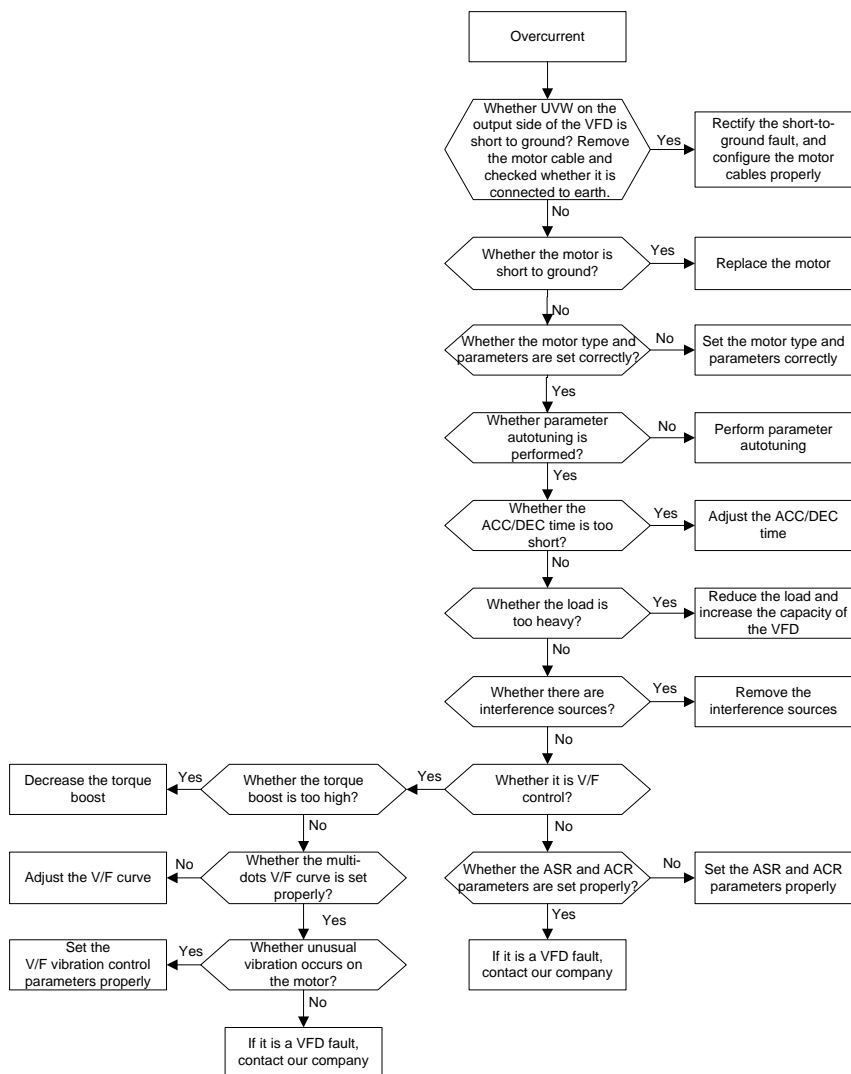 Overcurrent
Whether UVW on the
output side of the VFD is
short to ground? Remove
the motor cable and
checked whether it is
connected to earth.
Yes
Rectify the short-to-
ground fault, and
configure the motor
cables properly
No
Whether the motor is
short to ground?
Yes
Replace the motor
No
Whether the motor type and
parameters are set correctly?
No
Set the motor type and
parameters correctly
Yes
Whether parameter
autotuning is
performed?
No
Perform parameter
autotuning
Yes
Whether the
ACC/DEC time is too
short?
Yes
Adjust the ACC/DEC
time
No
Whether the load is
too heavy?
Yes
Reduce the load and
increase the capacity of
the VFD
No
Whether there are
interference sources?
Yes
Remove the
interference sources
No
Whether it is V/F
control?
Yes
Whether the torque
boost is too high?
Yes
Decrease the torque
boost
No
Whether the multi-
dots V/F curve is set
properly?
No
Adjust the V/F curve
Yes
Whether unusual
vibration occurs on
the motor?
Yes
Set the
V/F vibration control
parameters properly
No
If it is a VFD fault,
contact our company
No
Whether the ASR and ACR
parameters are set properly?
No
Set the ASR and ACR
parameters properly
Yes
If it is a VFD fault,
contact our company